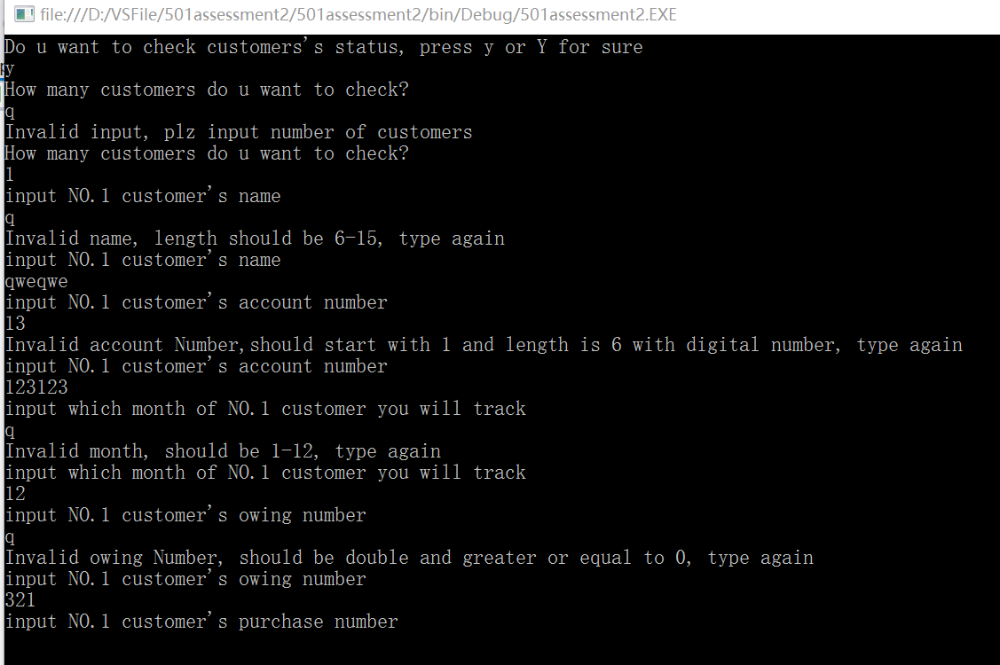 file:///D:/VSFile/501assessment2/501assessment2/bin/Debug/501assessment2.EXE
Do u want to check customers's status, press y or Y for sure
y
How many customers do u want to check?
q
Invalid input, plz input number of customers
How many customers do u want to check?
1
input NO.1 customer's name
q
Invalid name, length should be 6-15, type again
input NO.1 customer's name
qweqwe
input NO.1 customer's account number
13
Invalid account Number,should start with 1 and length is 6 with digital number, type again
input NO.1 customer's account number
123123
input which month of NO.1 customer you will track
q
Invalid month, should be 1-12, type again
input which month of NO.1 customer you will track
12
input NO.1 customer's owing number
q
Invalid owing Number, should be double and greater or equal to 0, type again
input NO.1 customer's owing number
321
input NO.1 customer's purchase number